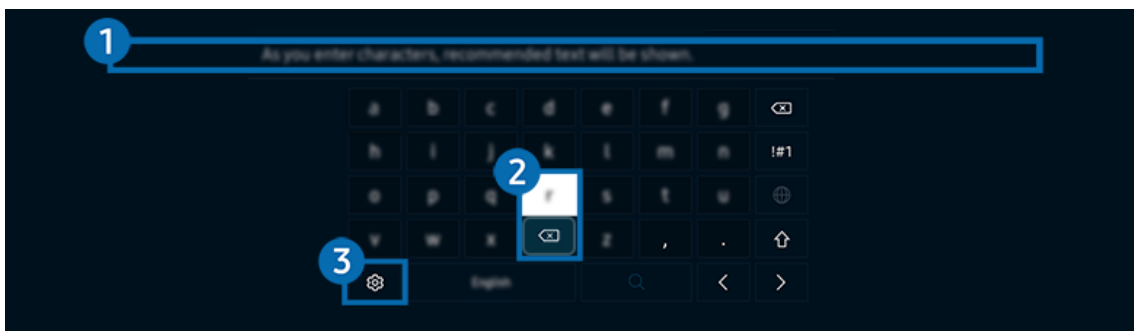 1
As you enter characters, recommended text will be shown.
a b c d e f g
h i j k l m n !#1
2
o p q r s t u
v w x z , .
3
English < >